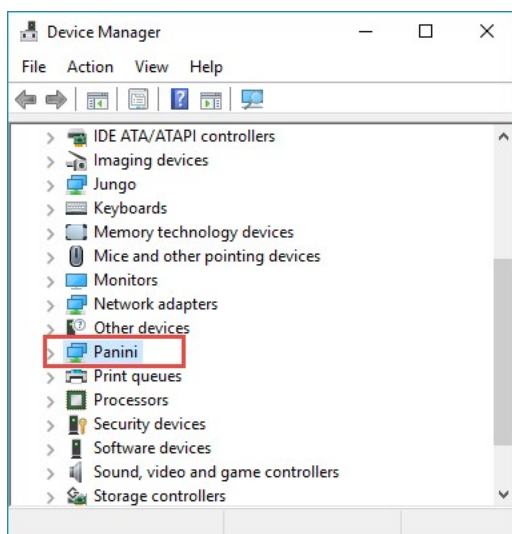 Device Manager
File Action View Help
IDE ATA/ATAPI controllers
Imaging devices
Jungo
Keyboards
Memory technology devices
Mice and other pointing devices
Monitors
Network adapters
Other devices
Panini
Print queues
Processors
Security devices
Software devices
Sound, video and game controllers
Storage controllers